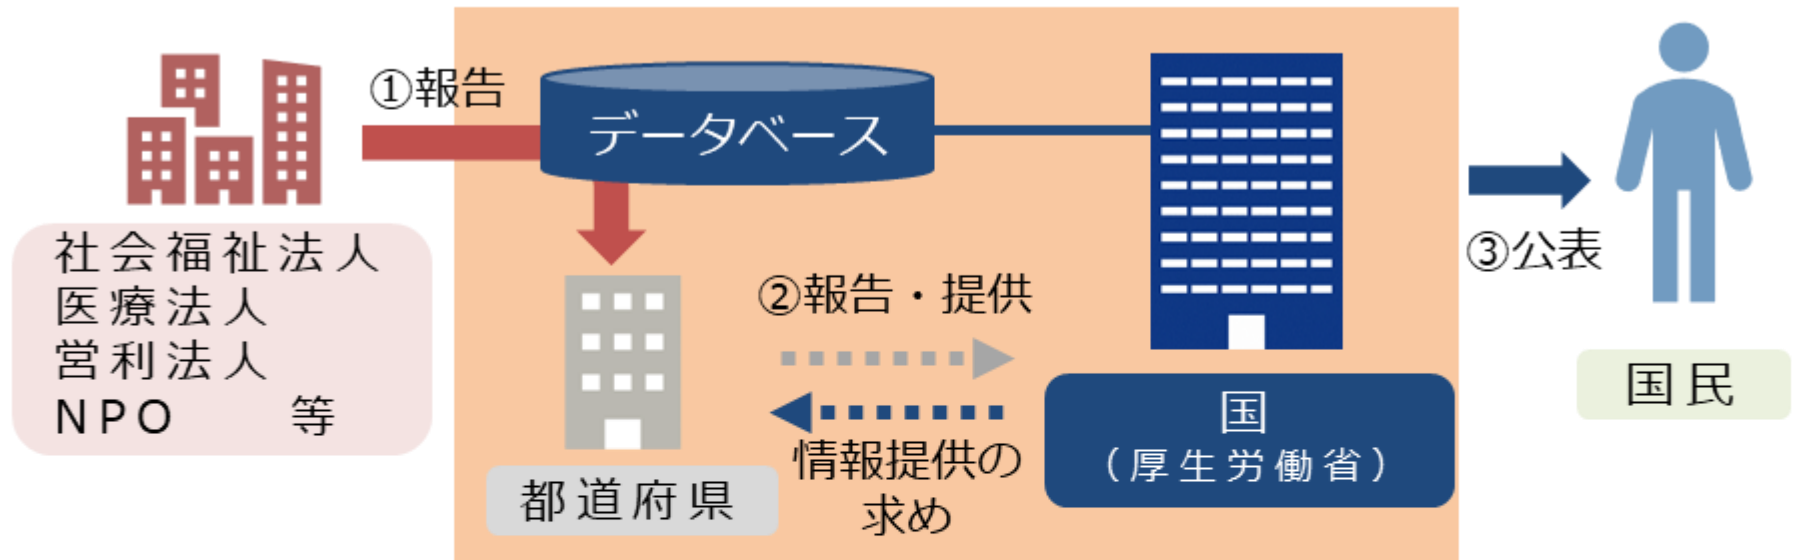 ①報告
データベース
社会福祉法人
医療法人
営利法人
NPO　　等
②報告・提供
情報提供の
求め
都道府県
国
（厚生労働省）
③公表
国民